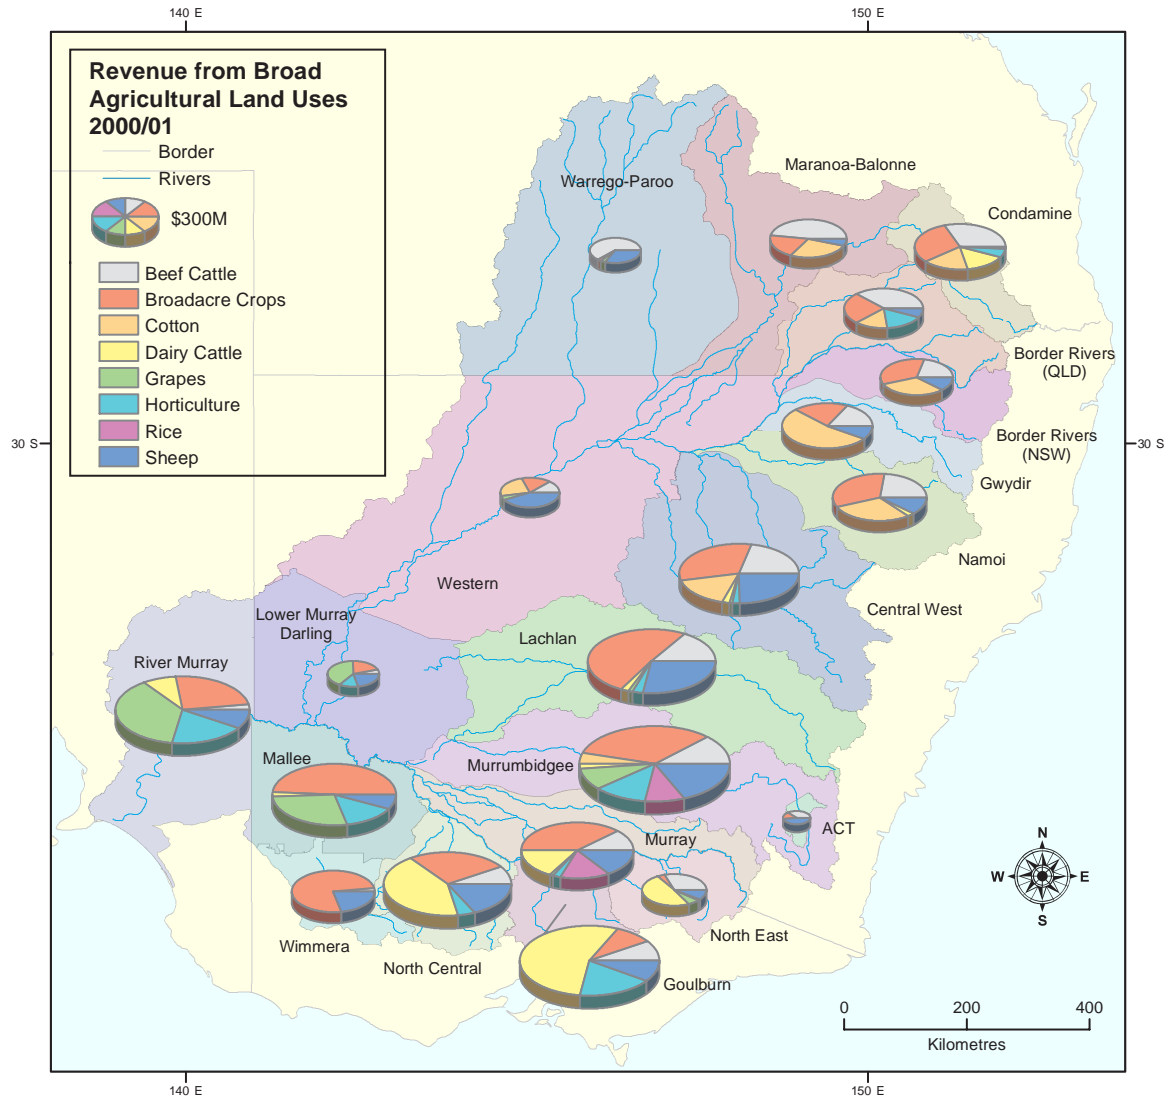 140 E
150 E
Revenue from Broad
Agricultural Land Uses
2000/01
Border
Rivers
$300M
Beef Cattle
Broadacre Crops
Cotton
Dairy Cattle
Grapes
Horticulture
Rice
Sheep
Warrego-Paroo
Maranoa-Balonne
Condamine
Border Rivers
(QLD)
Border Rivers
(NSW)
30 S
30 S
Gwydir
Namoi
Western
Central West
Lower Murray
Darling
Lachlan
River Murray
Mallee
Murrumbidgee
ACT
Murray
Wimmera
North Central
North East
Goulburn
N
W
E
S
0
200
400
Kilometres
140 E
150 E